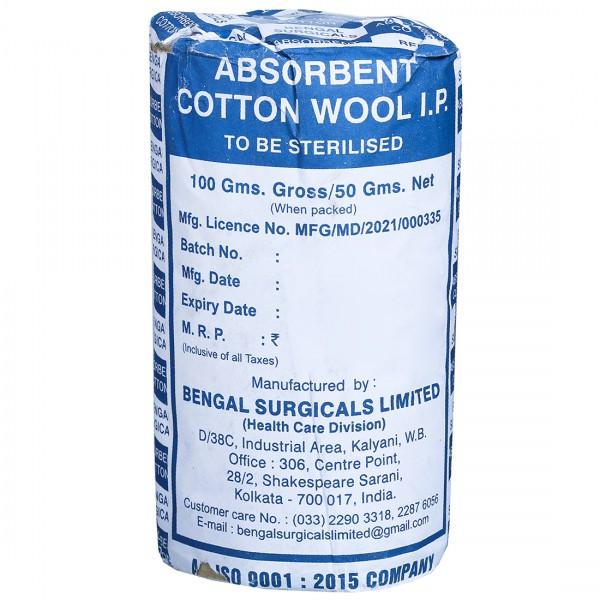 ABSORBENT
COTTON WOOL I.P.
TO BE STERILISED
100 Gms. Gross/50 Gms. Net
(When packed)
Mfg. Licence No. MFG/MD/2021/000335
Batch No. :
Mfg. Date :
Expiry Date :
M. R. P. : ₹
(Inclusive of all Taxes)
Manufactured by :
BENGAL SURGICALS LIMITED
(Health Care Division)
D/38C, Industrial Area, Kalyani, W.B.
Office : 306, Centre Point,
28/2, Shakespeare Sarani,
Kolkata - 700 017, India.
Customer care No. : (033) 2290 3318, 2287 6056
E-mail : bengalsurgicalslimited@gmail.com
ISO 9001 : 2015 COMPANY